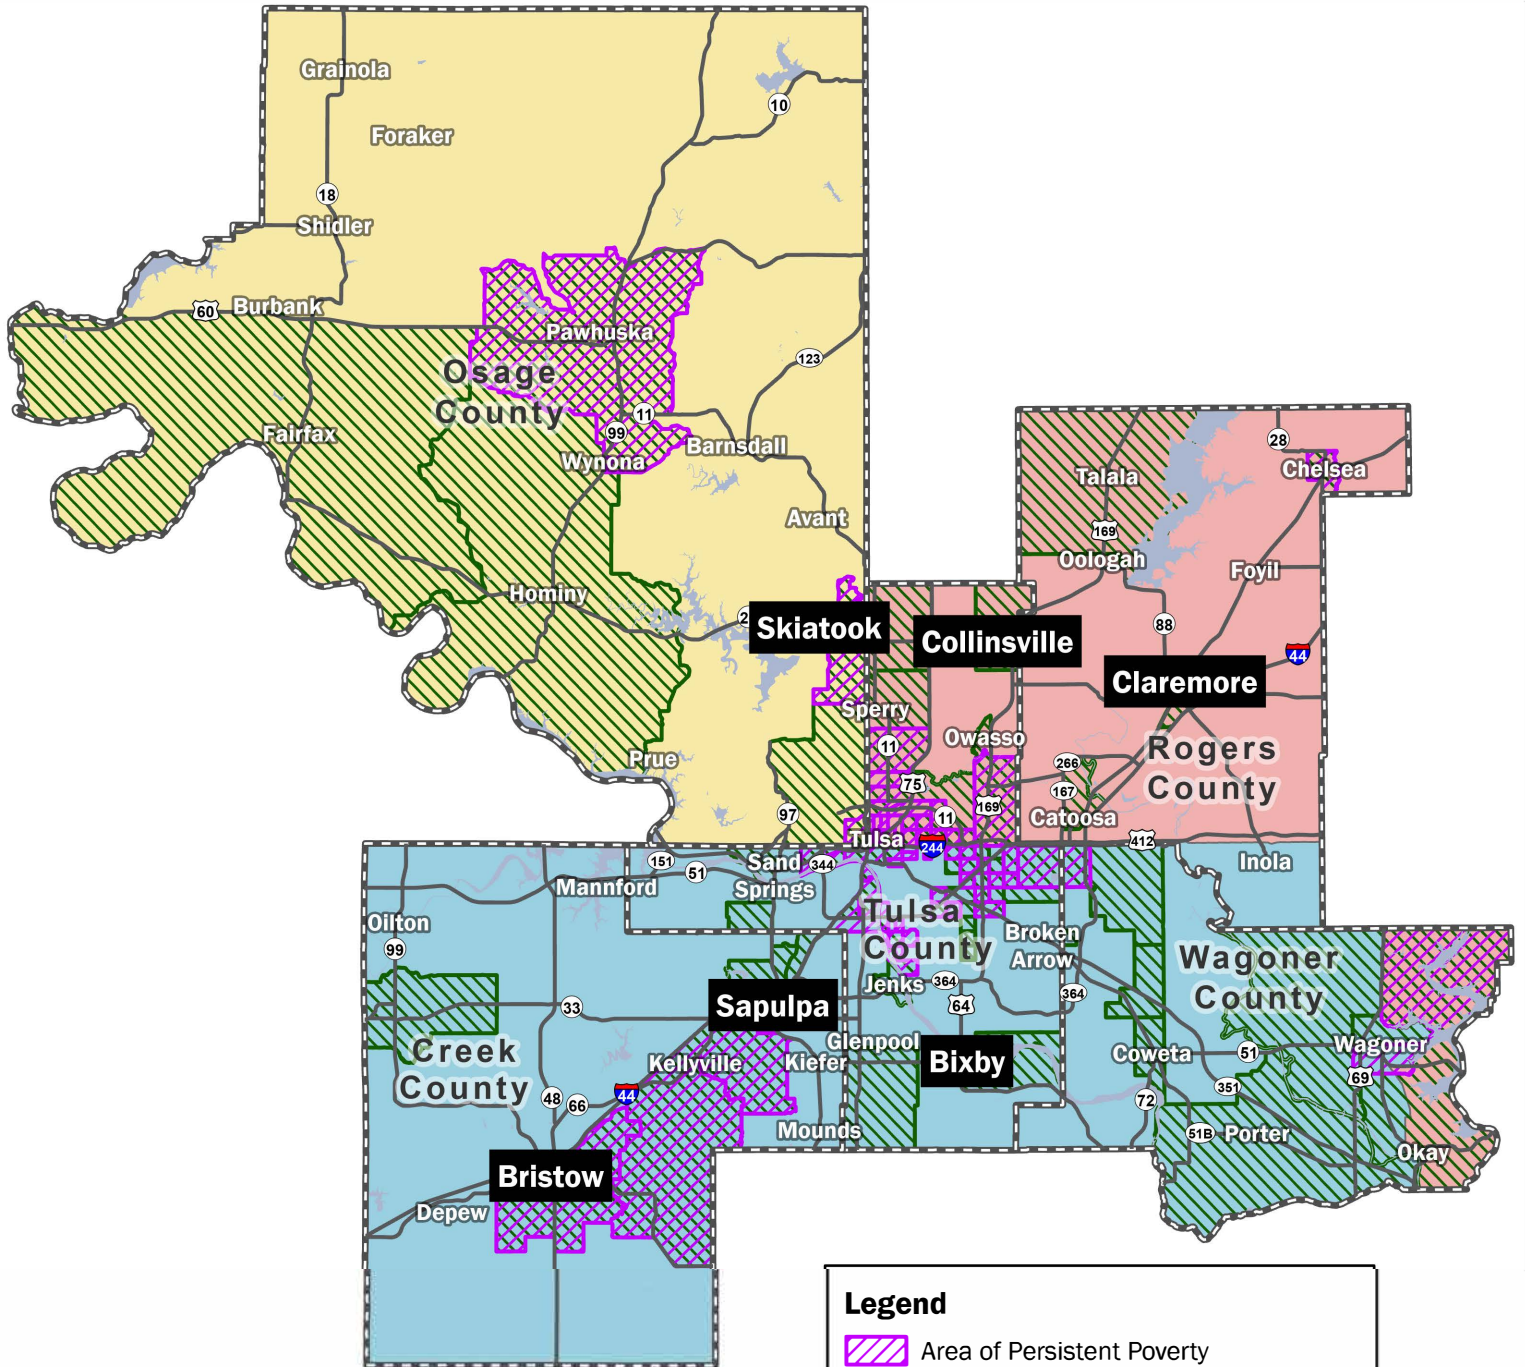 Grainola
10
Foraker
18
Shidler
60
Burbank
Pawhuska
123
Osage
County
11
99
Fairfax
Wynona
Barnsdall
28
Chelsea
Talala
Avant
169
Oologah
Foyil
Hominy
2
Skiatook
Collinsville
88
44
Claremore
Sperry
11
Owasso
Rogers
County
Prue
266
75
167
169
97
11
Catoosa
Tulsa
244
412
151
51
Sand
Springs
344
Inola
Mannford
Oilton
99
Tulsa
County
Broken
Arrow
Wagoner
County
Jenks
364
364
64
33
Sapulpa
Creek
County
Kellyville
Kiefer
Glenpool
Bixby
Coweta
51
Wagoner
69
351
44
48
66
72
Mounds
51B
Porter
Okay
Bristow
Depew
Legend
Area of Persistent Poverty